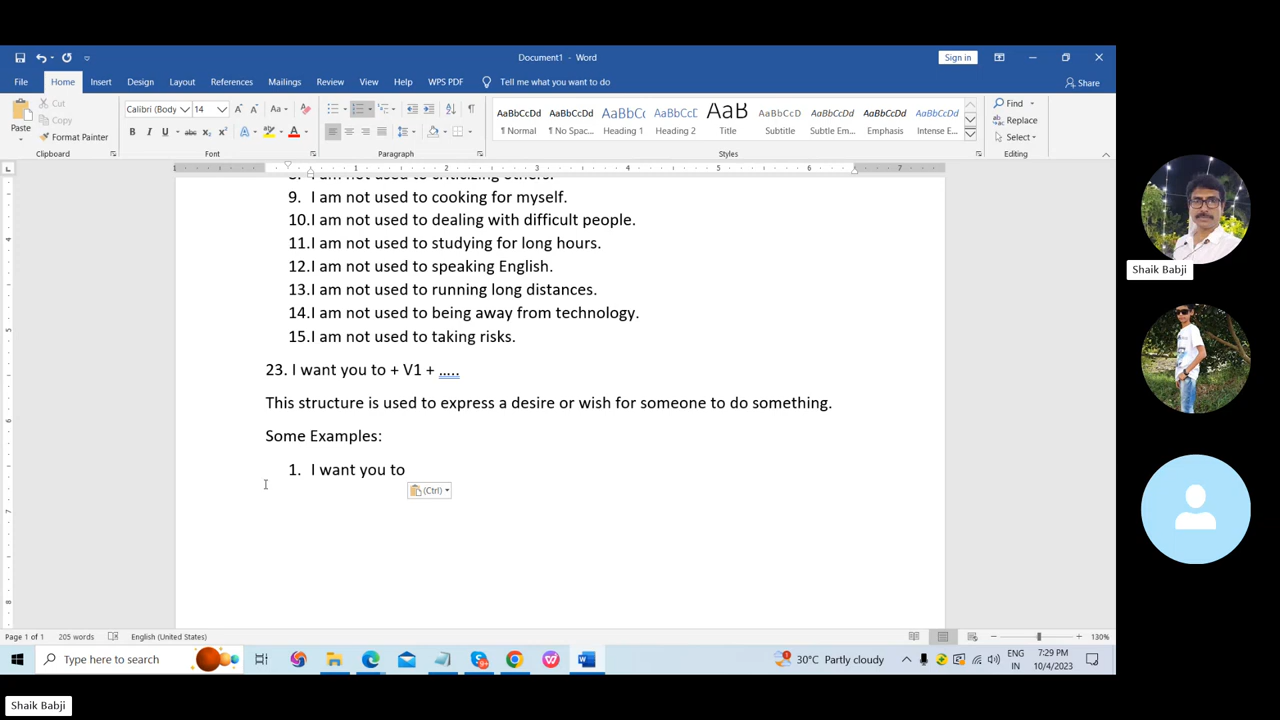 Document1 - Word
Sign in
File Home Insert Design Layout References Mailings Review View Help WPS PDF Tell me what you want to do Share
Paste
Cut
Copy
Format Painter
Calibri (Body 14
AaBbCcDd AaBbCcDd AaBbC AaBbCcD AaB AaBbCcD AaBbCcDd AaBbCcDd AaBbCcDd
¶ Normal ¶ No Spac... Heading 1 Heading 2 Title Subtitle Subtle Em... Emphasis Intense E...
Find
Replace
Select
Clipboard Font Paragraph Styles Editing
9. I am not used to cooking for myself.
10.I am not used to dealing with difficult people.
11.I am not used to studying for long hours.
12.I am not used to speaking English.
13.I am not used to running long distances.
14.I am not used to being away from technology.
15.I am not used to taking risks.
23. I want you to + V1 + .....
This structure is used to express a desire or wish for someone to do something.
Some Examples:
1. I want you to
(Ctrl)
Page 1 of 1 205 words English (United States) 130%
Type here to search
30°C Partly cloudy
ENG
IN
7:29 PM
10/4/2023
Shaik Babji
Shaik Babji